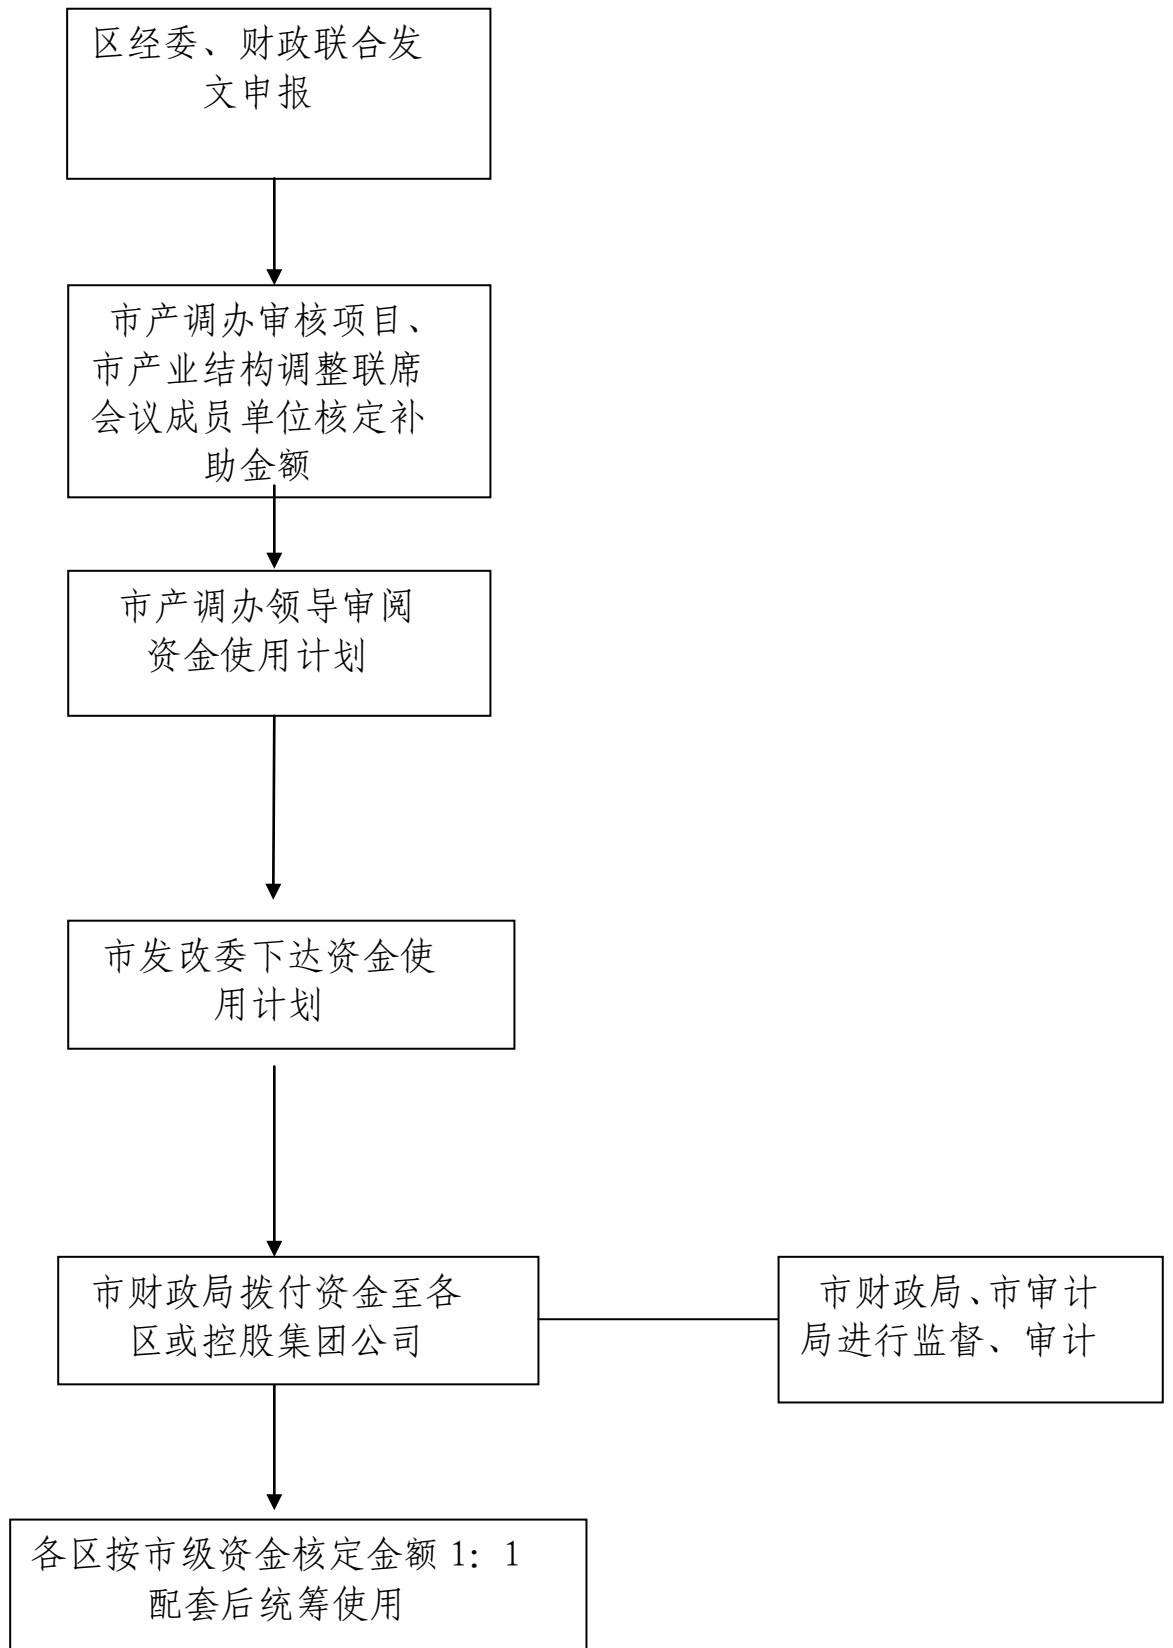 区经委、财政联合发
文申报
市产调办审核项目、
市产业结构调整联席
会议成员单位核定补
助金额
市产调办领导审阅
资金使用计划
市发改委下达资金使
用计划
市财政局拨付资金至各
区或控股集团公司
市财政局、市审计
局进行监督、审计
各区按市级资金核定金额 1: 1
配套后统筹使用